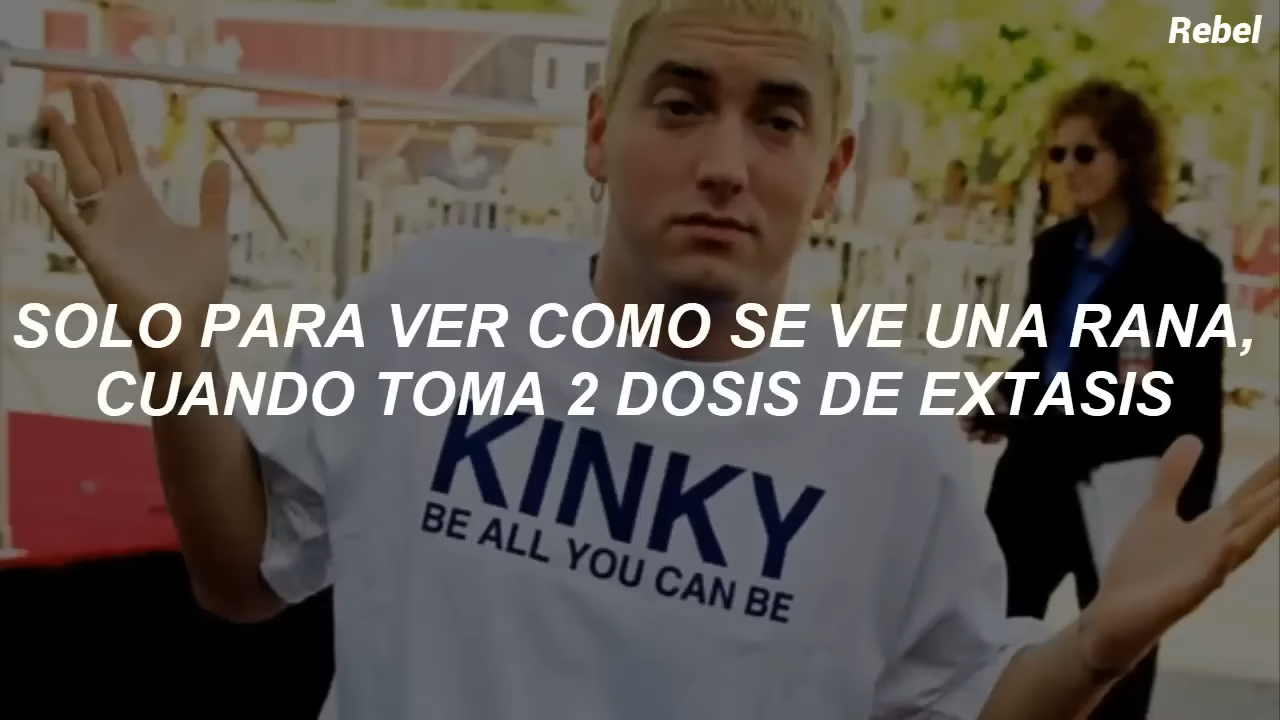 Rebel
SOLO PARA VER COMO SE VE UNA RANA,
CUANDO TOMA 2 DOSIS DE EXTASIS
KINKY
BE ALL YOU CAN BE